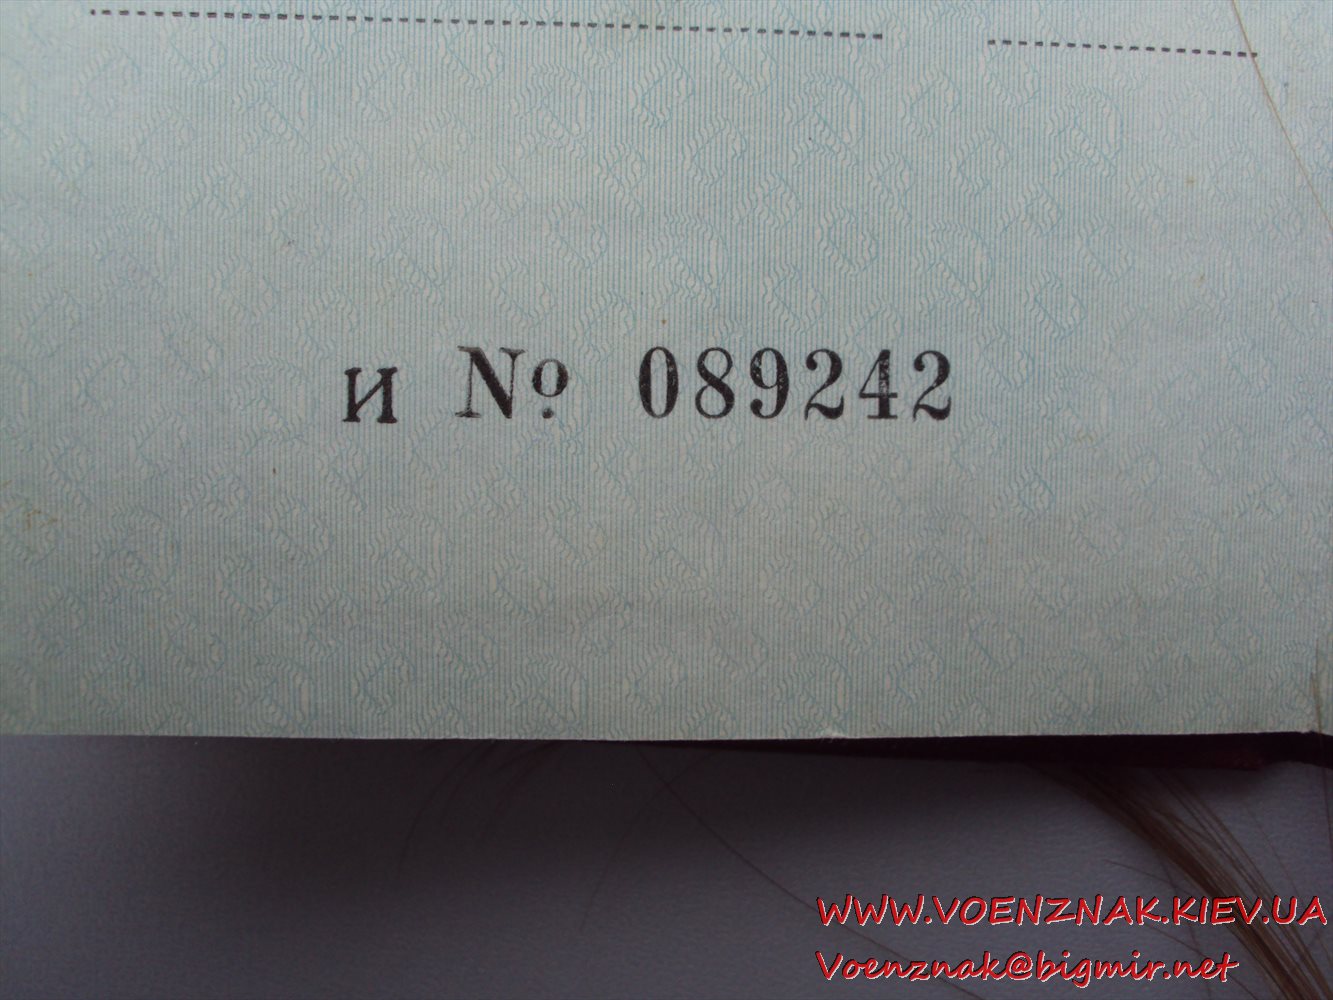 и № 089242
WWW.VOENZNAK.KIEV.UA
Voenznak@bigmir.net